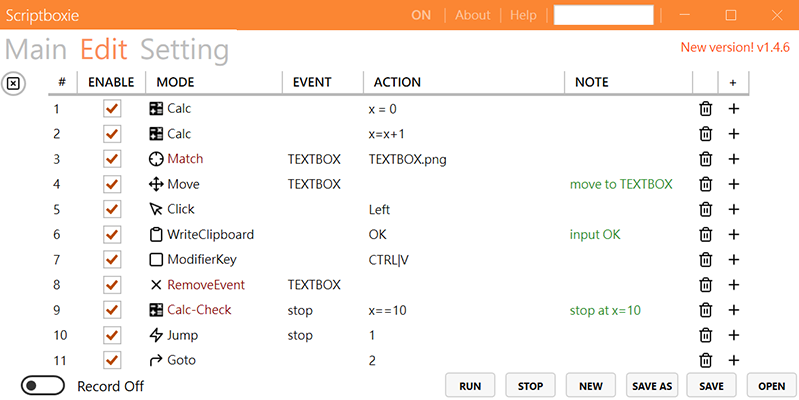 Scriptboxie ON About Help
Main Edit Setting
New version! v1.4.6
# ENABLE MODE EVENT ACTION NOTE +
1 Calc x = 0
2 Calc x=x+1
3 Match TEXTBOX TEXTBOX.png
4 Move TEXTBOX move to TEXTBOX
5 Click Left
6 WriteClipboard OK input OK
7 ModifierKey CTRL|V
8 RemoveEvent TEXTBOX
9 Calc-Check stop x==10 stop at x=10
10 Jump stop 1
11 Goto 2
Record Off RUN STOP NEW SAVE AS SAVE OPEN